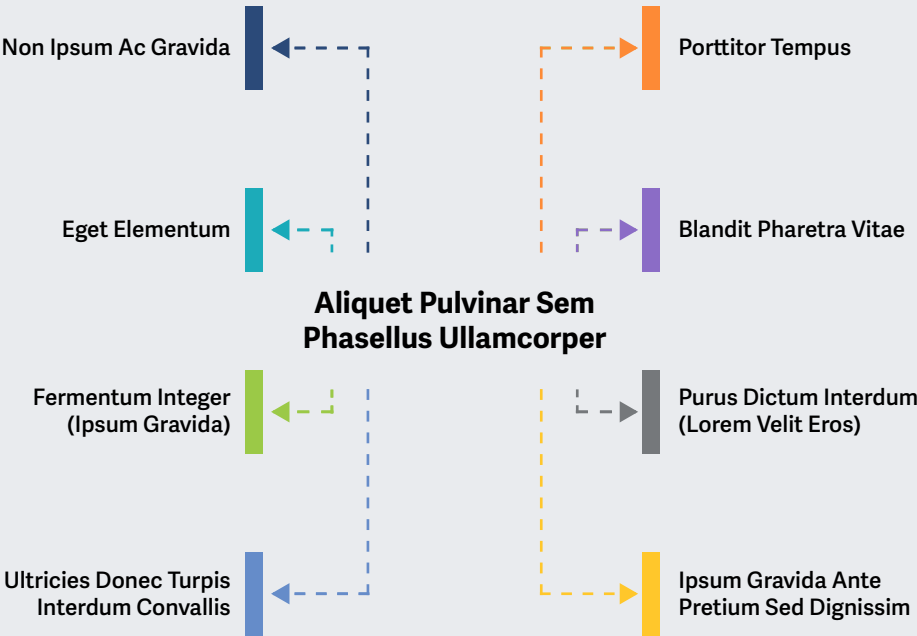 Non Ipsum Ac Gravida
Porttitor Tempus
Eget Elementum
Blandit Pharetra Vitae
Aliquet Pulvinar Sem
Phasellus Ullamcorper
Fermentum Integer
(Ipsum Gravida)
Purus Dictum Interdum
(Lorem Velit Eros)
Ultricies Donec Turpis
Interdum Convallis
Ipsum Gravida Ante
Pretium Sed Dignissim